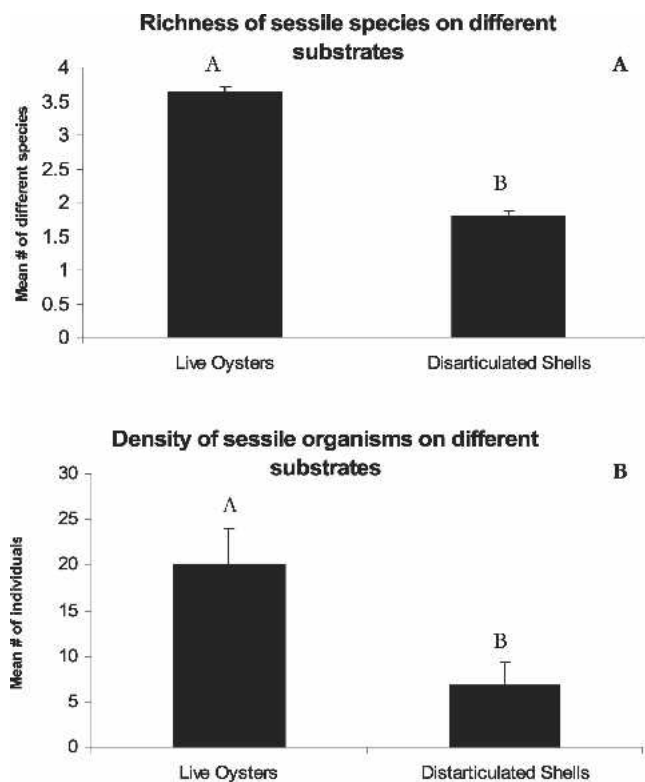 Richness of sessile species on different
substrates
A
A
4
3.5
3
2.5
2
1.5
1
0.5
0
Mean # of different species
B
Live Oysters
Disarticulated Shells
Density of sessile organisms on different
substrates
B
30
25
20
15
10
5
0
Mean # of individuals
A
B
Live Oysters
Distarticulated Shells